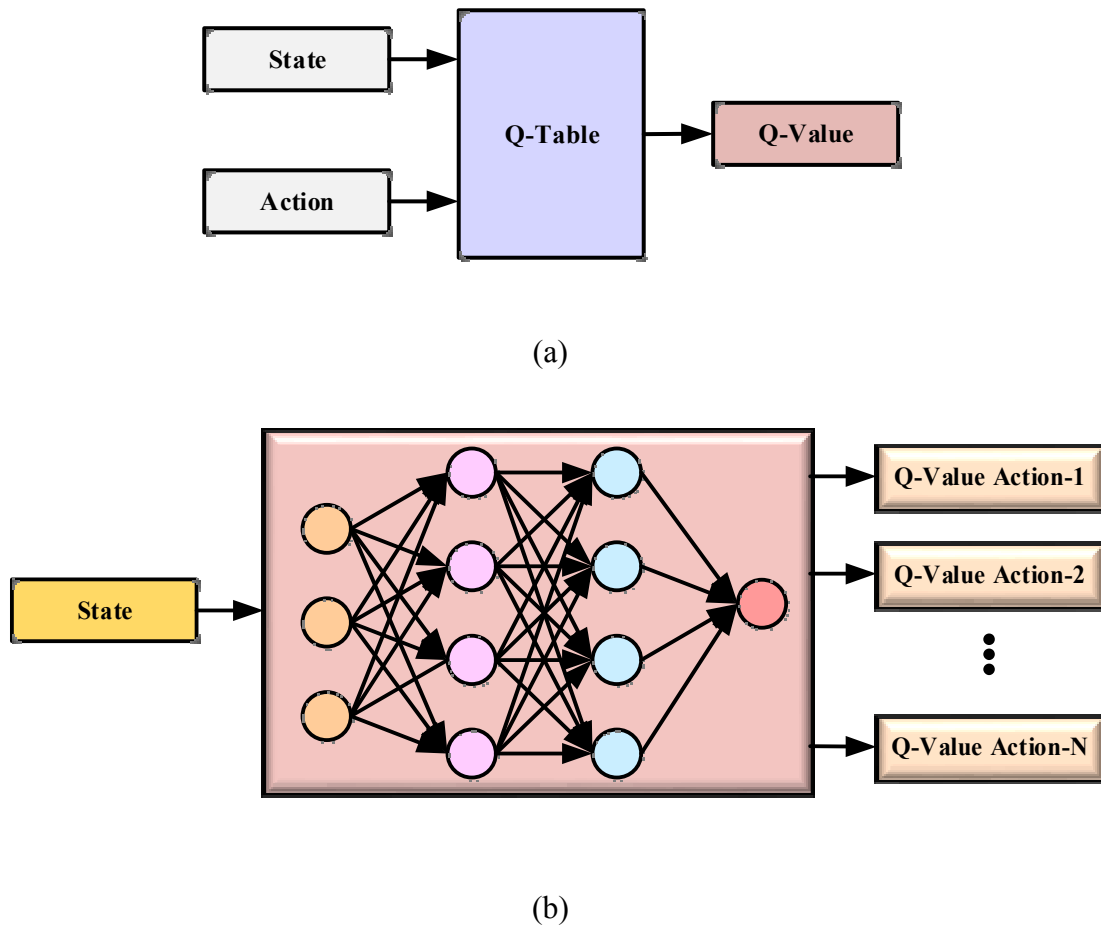 State
Action
Q-Table
Q-Value
(a)
State
Q-Value Action-1
Q-Value Action-2
Q-Value Action-N
(b)